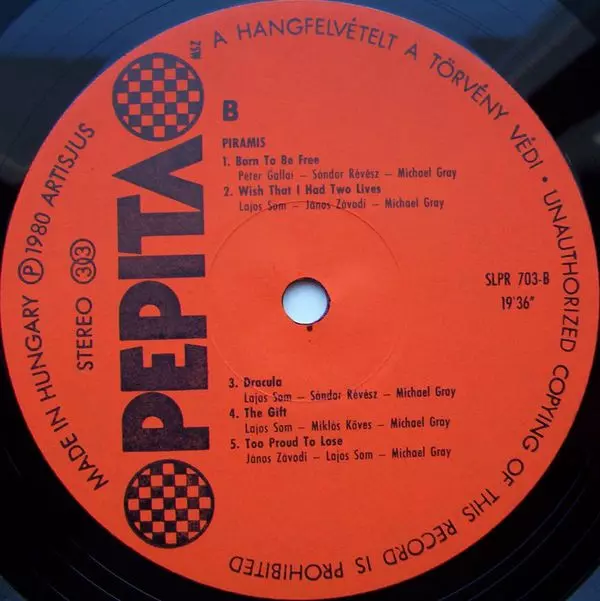 A HANGFELVÉTELT A TÖRVÉNY VÉDI • UNAUTHORIZED COPYING OF THIS RECORD IS PROHIBITED
MADE IN HUNGARY Ⓟ 1980 ARTISJUS
STEREO 33
PEPITA
MSZ
B
PIRAMIS
1. Born To Be Free
Peter Gallai – Sándor Révész – Michael Gray
2. Wish That I Had Two Lives
Lajos Som – János Závodi – Michael Gray
SLPR 703-B
19'36"
3. Dracula
Lajos Som – Sándor Révész – Michael Gray
4. The Gift
Lajos Som – Miklós Köves – Michael Gray
5. Too Proud To Lose
János Závodi – Lajos Som – Michael Gray